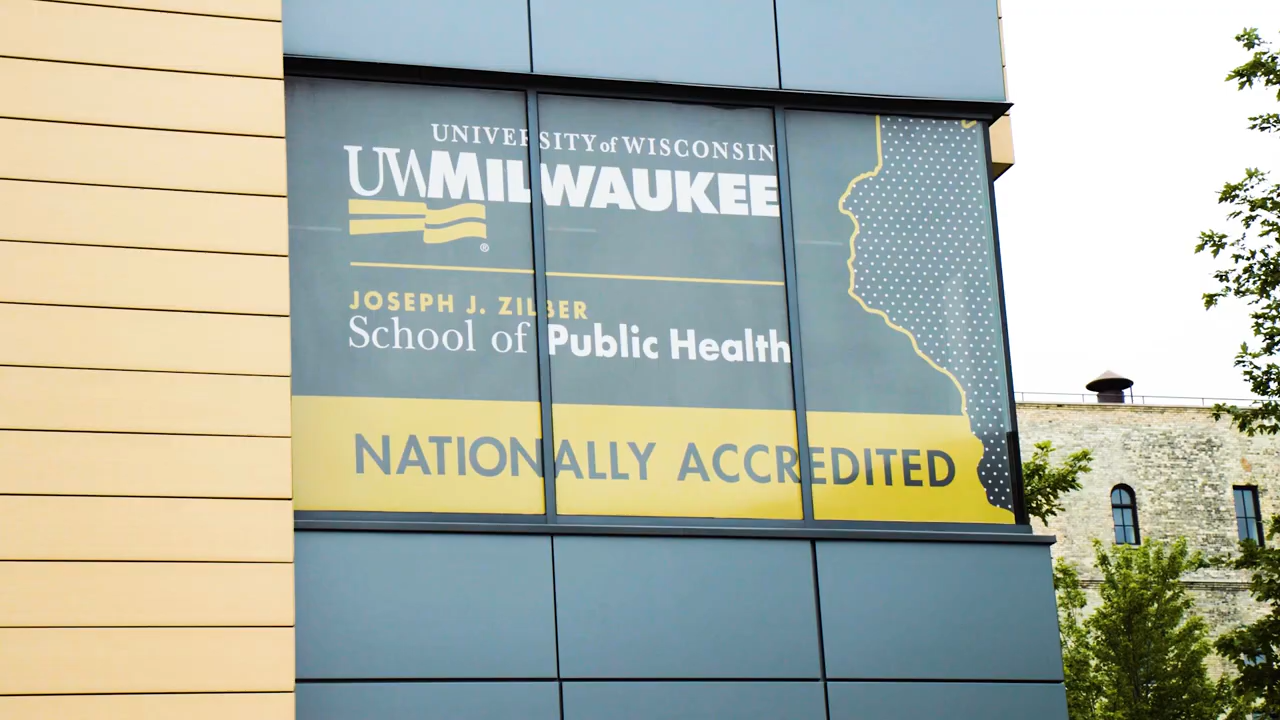 UNIVERSITY of WISCONSIN
UWMILWAUKEE
®
JOSEPH J. ZILBER
School of Public Health
NATIONALLY ACCREDITED